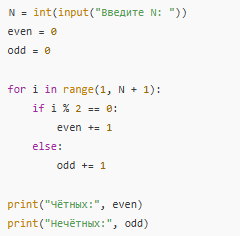 N = int(input("Введите N: "))
even = 0
odd = 0

for i in range(1, N + 1):
    if i % 2 == 0:
        even += 1
    else:
        odd += 1

print("Чётных:", even)
print("Нечётных:", odd)